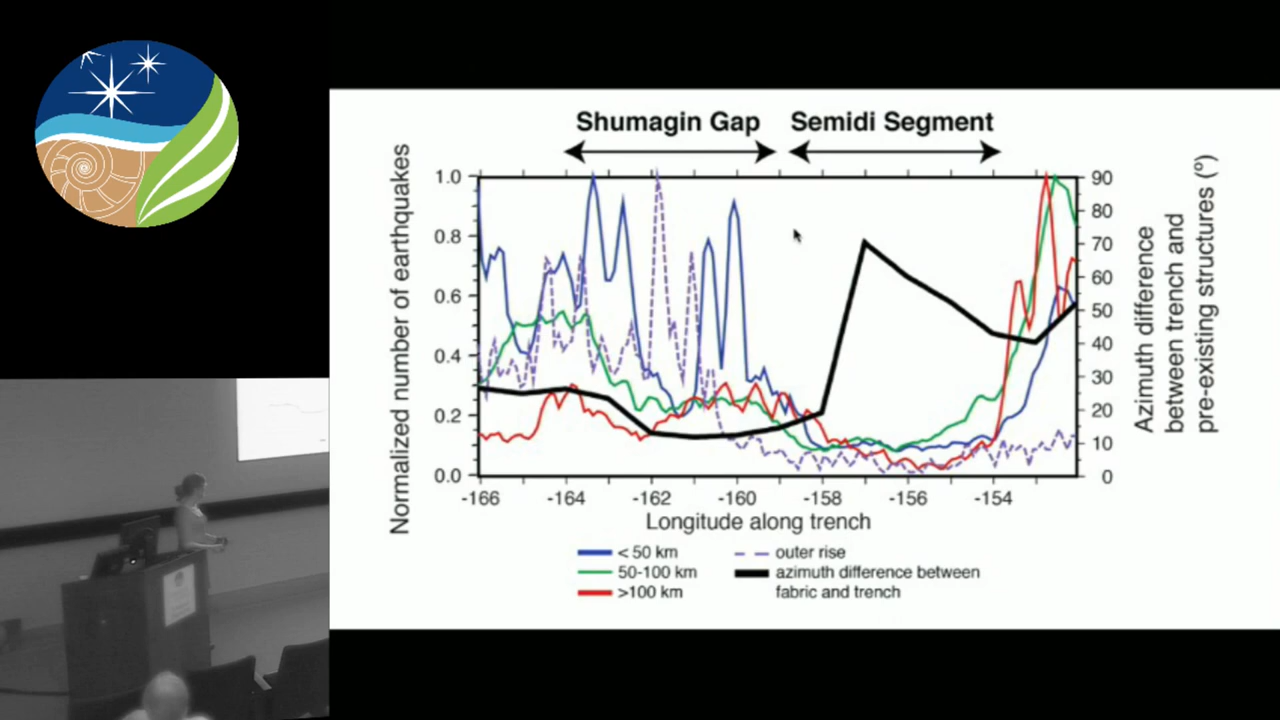 Shumagin Gap
Semidi Segment
Normalized number of earthquakes
1.0
0.8
0.6
0.4
0.2
0.0
90
80
70
60
50
40
30
20
10
0
Azimuth difference
between trench and
pre-existing structures (º)
-166
-164
-162
-160
-158
-156
-154
Longitude along trench
< 50 km
50-100 km
>100 km
outer rise
azimuth difference between
fabric and trench